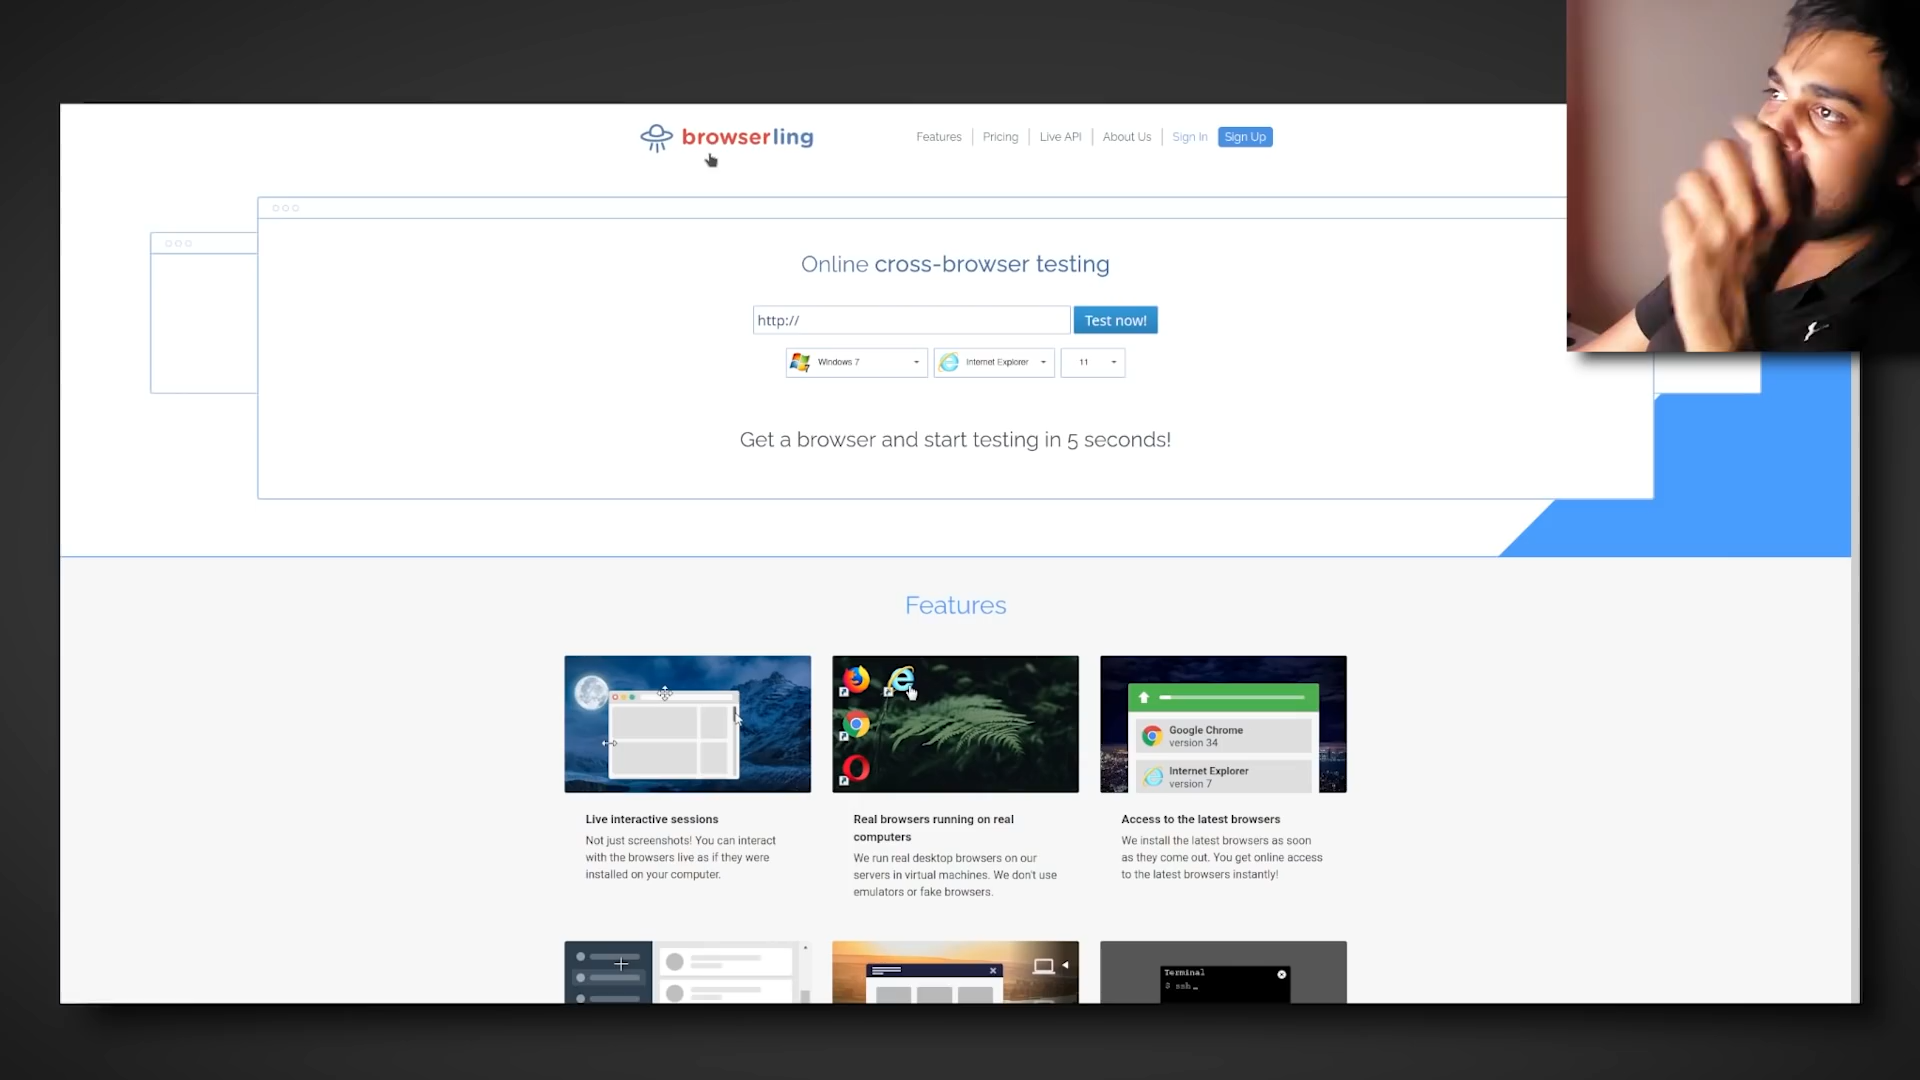 browserling
Features
Pricing
Live API
About Us
Sign In
Sign Up
Online cross-browser testing
http://
Test now!
Windows 7
Internet Explorer
11
Get a browser and start testing in 5 seconds!
Features
Google Chrome
version 34
Internet Explorer
version 7
Live interactive sessions
Not just screenshots! You can interact
with the browsers live as if they were
installed on your computer.
Real browsers running on real
computers
We run real desktop browsers on our
servers in virtual machines. We don't use
emulators or fake browsers.
Access to the latest browsers
We install the latest browsers as soon
as they come out. You get online access
to the latest browsers instantly!
Terminal
$ ssh_